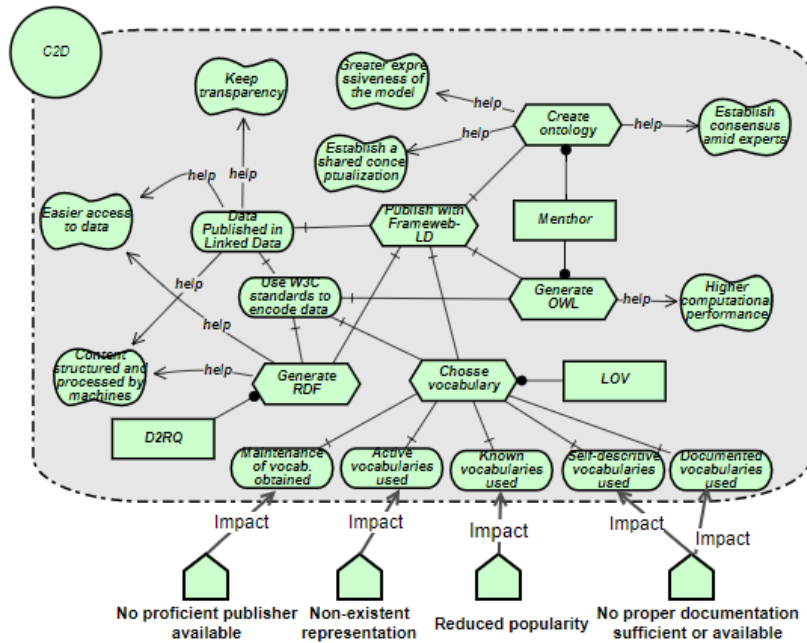 C2D
Keep
transparency
Greater expre
ssiveness of
the model
help
Create
ontology
help
Establish
consensus
amid experts
help
Establish a
shared conce
ptualization
help
help
Easier access
to data
Data
Published in
Linked Data
Publish with
Frameweb-
LD
Menthor
help
Use W3C
standards to
encode data
Generate
OWL
help
Higher
computational
performance
help
Content
structured and
processed by
machines
help
Generate
RDF
Chosse
vocabulary
LOV
D2RQ
Maintenance
of vocab.
obtained
Active
vocabularies
used
Known
vocabularies
used
Self-descritive
vocabularies
used
Documented
vocabularies
used
Impact
Impact
Impact
Impact
Impact
No proficient publisher
available
Non-existent
representation
Reduced popularity
No proper documentation
sufficient or available